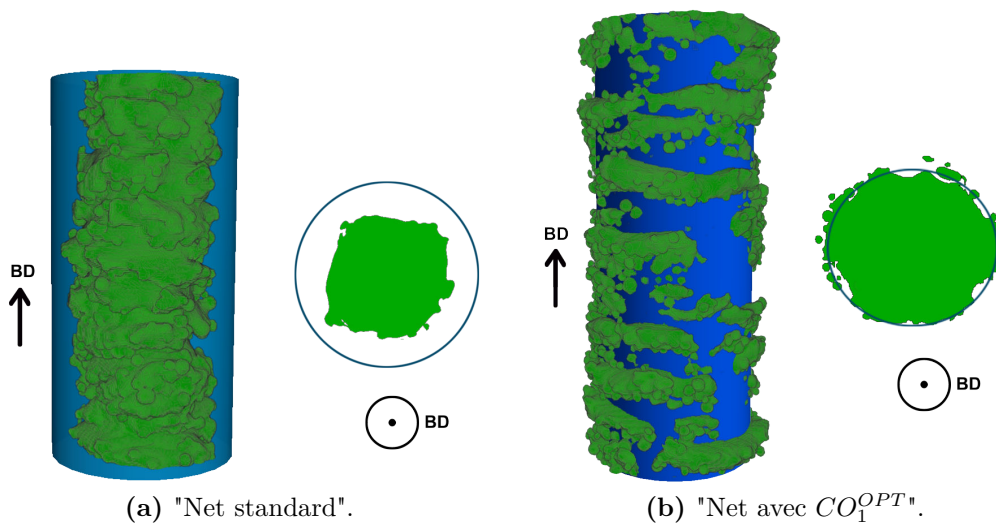 BD
BD
BD
BD
(a) "Net standard".
(b) "Net avec $CO_1^{OPT}$".